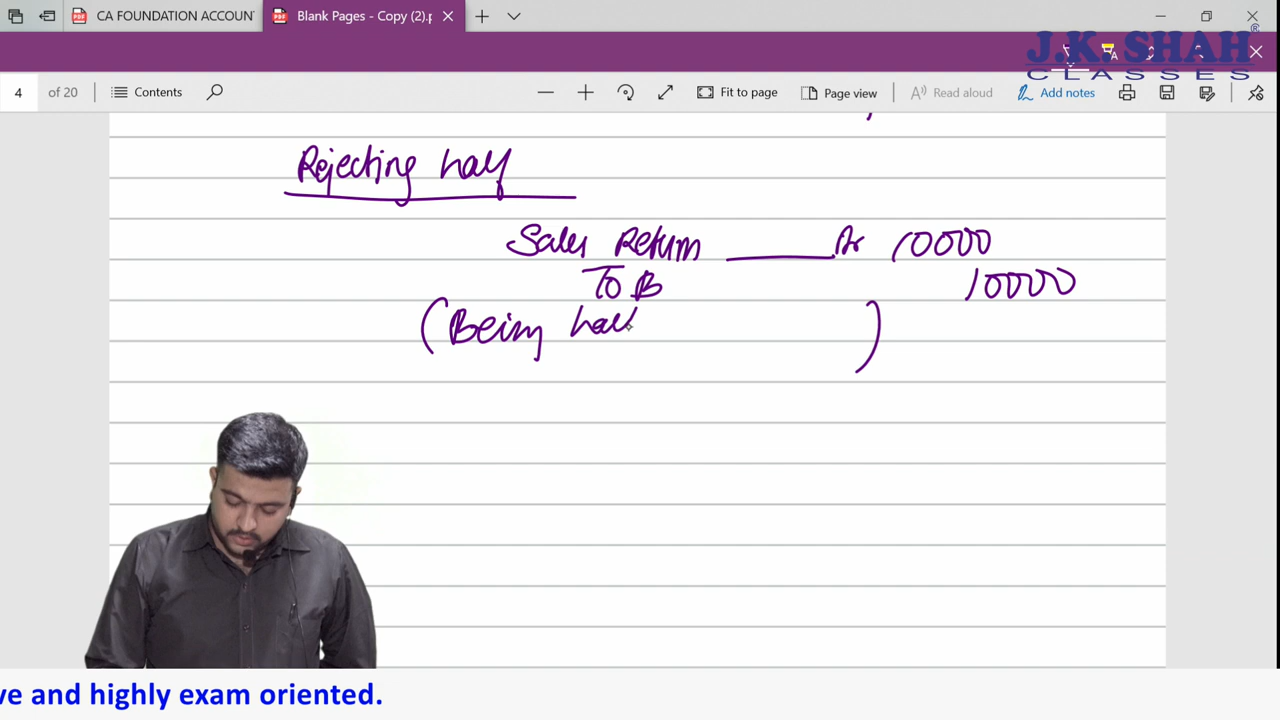 CA FOUNDATION ACCOUN
Blank Pages - Copy (2).p
J.K. SHAH®
CLASSES
4 of 20
Contents
Fit to page
Page view
Read aloud
Add notes
Rejecting half
Sales Return ____ Dr 10000
To B 10000
(Being half )
ve and highly exam oriented.